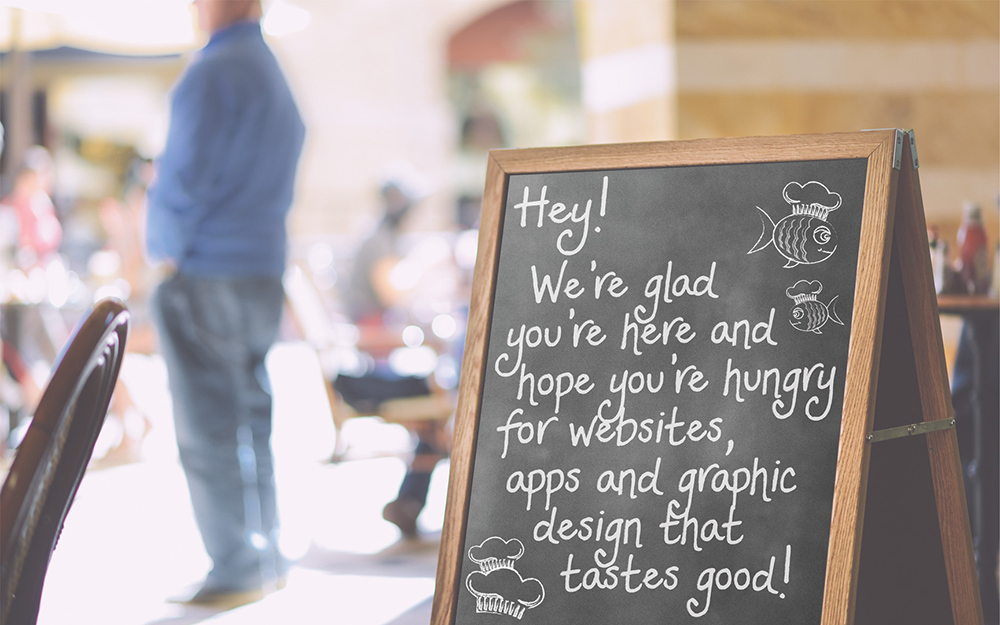 Hey!
We're glad
you're here and
hope you're hungry
for websites,
apps and graphic
design that
tastes good!